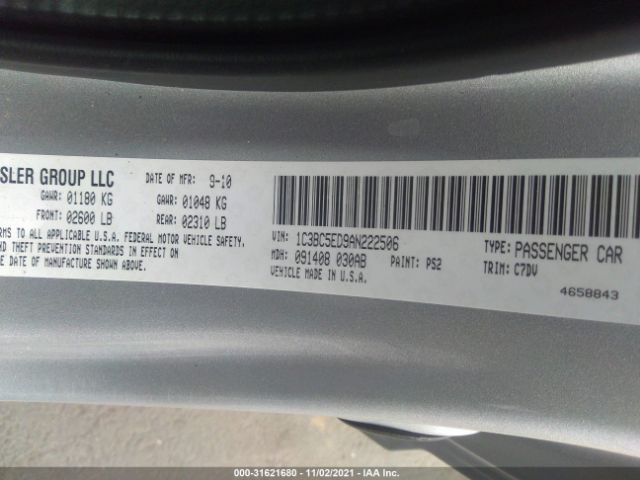 SLER GROUP LLC DATE OF MFR: 9-10
GAWR: 01180 KG GAWR: 01048 KG
FRONT: 02600 LB REAR: 02310 LB
RMS TO ALL APPLICABLE U.S.A. FEDERAL MOTOR VEHICLE SAFETY,
ND THEFT PREVENTION STANDARDS IN EFFECT ON
E DATE OF MANUFACTURE SHOWN ABOVE.
VIN: 1C3BC5ED9AN222506 TYPE: PASSENGER CAR
MDH: 091408 030AB PAINT: PS2 TRIM: C7DV
VEHICLE MADE IN U.S.A.
4658843
000-31621680 - 11/02/2021 - IAA Inc.